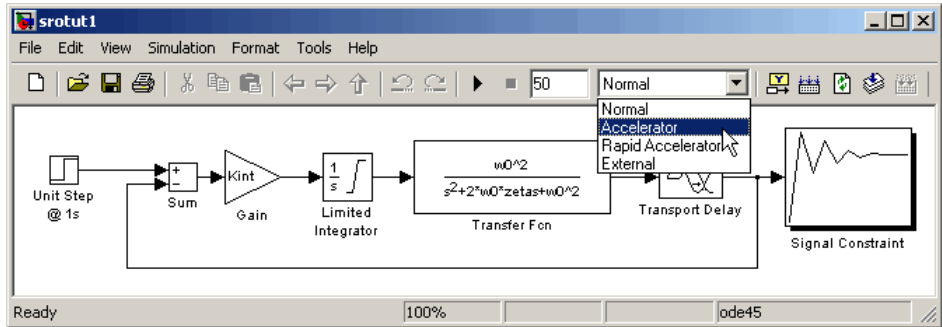 srotut1
File Edit View Simulation Format Tools Help
50 Normal
Normal
Accelerator
Rapid Accelerator
External
Unit Step
@ 1s
+
−
Sum
Kint
Gain
1
s
Limited
Integrator
w0^2
s^2+2*w0*zetas+w0^2
Transfer Fcn
Transport Delay
Signal Constraint
Ready 100% ode45